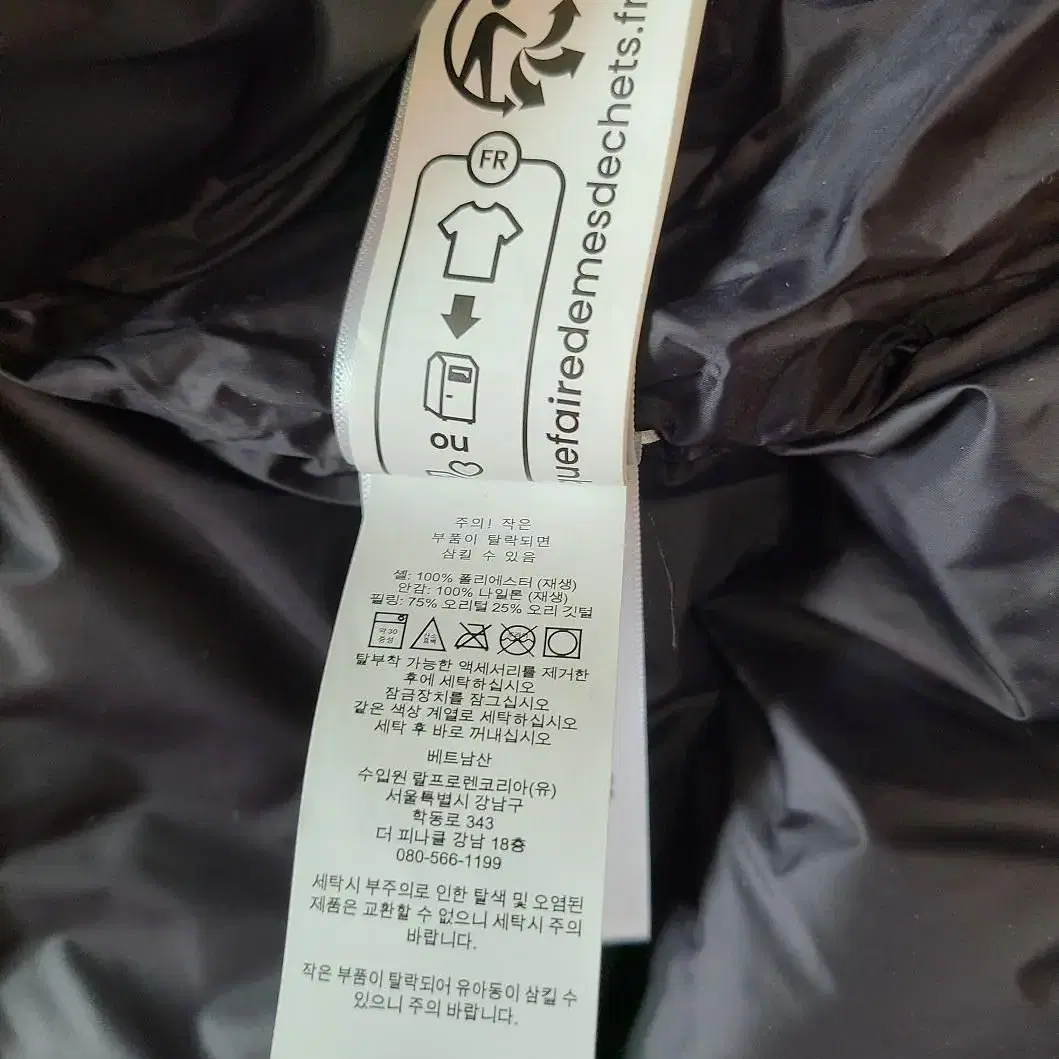 quefairedemesdechets.fr
FR
OU
주의! 작은
부품이 탈락되면
삼킬 수 있음
셸: 100% 폴리에스터 (재생)
안감: 100% 나일론 (재생)
필링: 75% 오리털 25% 오리 깃털
약 30
중성
산소
표백
탈부착 가능한 액세서리를 제거한
후에 세탁하십시오
잠금장치를 잠그십시오
같은 색상 계열로 세탁하십시오
세탁 후 바로 꺼내십시오
베트남산
수입원 랄프로렌코리아(유)
서울특별시 강남구
학동로 343
더 피나클 강남 18층
080-566-1199
세탁시 부주의로 인한 탈색 및 오염된
제품은 교환할 수 없으니 세탁시 주의
바랍니다.
작은 부품이 탈락되어 유아동이 삼킬 수
있으니 주의 바랍니다.